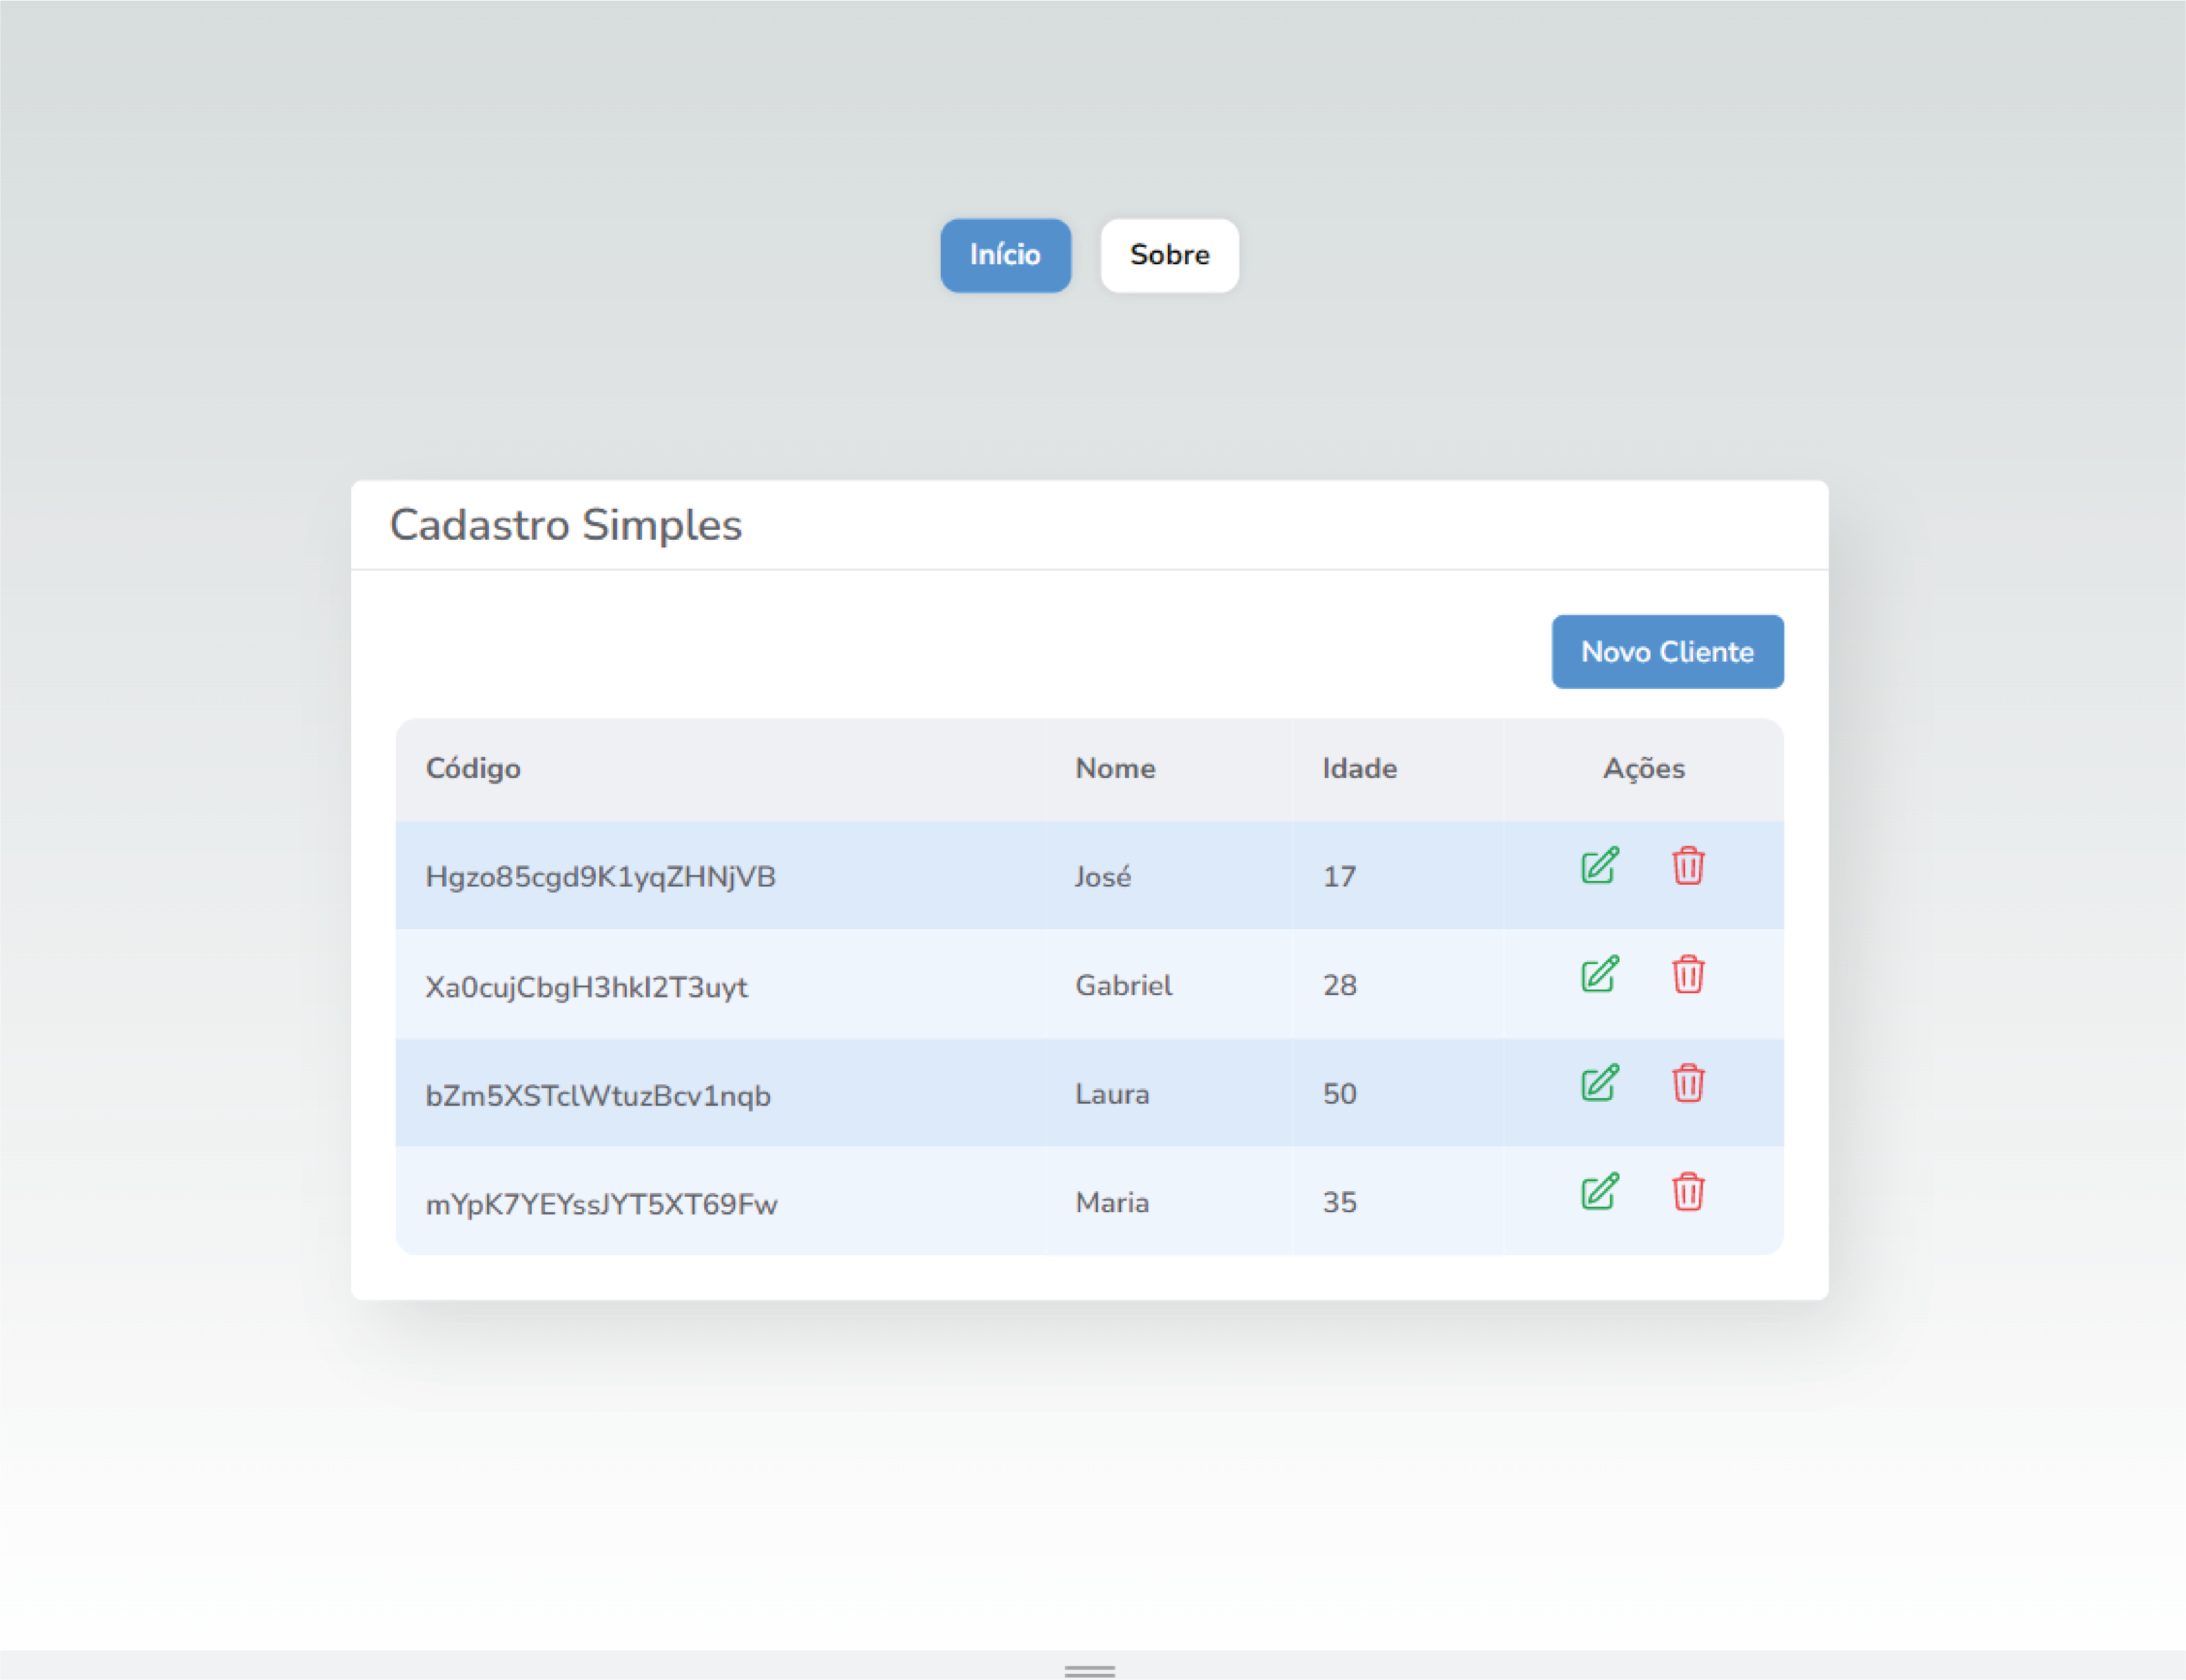 Início Sobre
Cadastro Simples
Novo Cliente
Código Nome Idade Ações
Hgzo85cgd9K1yqZHNjVB José 17
Xa0cujCbgH3hkI2T3uyt Gabriel 28
bZm5XSTclWtuzBcv1nqb Laura 50
mYpK7YEYssJYT5XT69Fw Maria 35